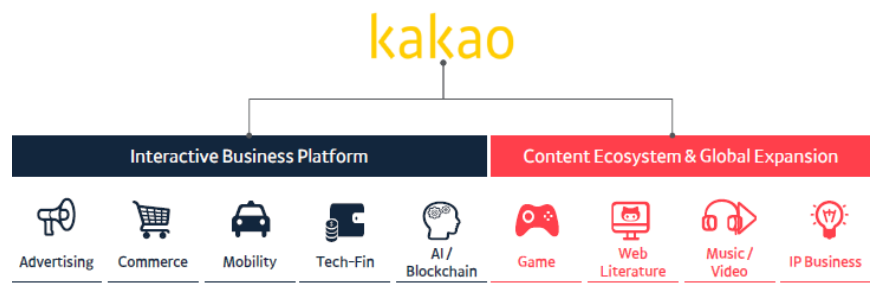 kakao
Interactive Business Platform
Content Ecosystem & Global Expansion
Advertising
Commerce
Mobility
Tech-Fin
AI /
Blockchain
Game
Web
Literature
Music /
Video
IP Business